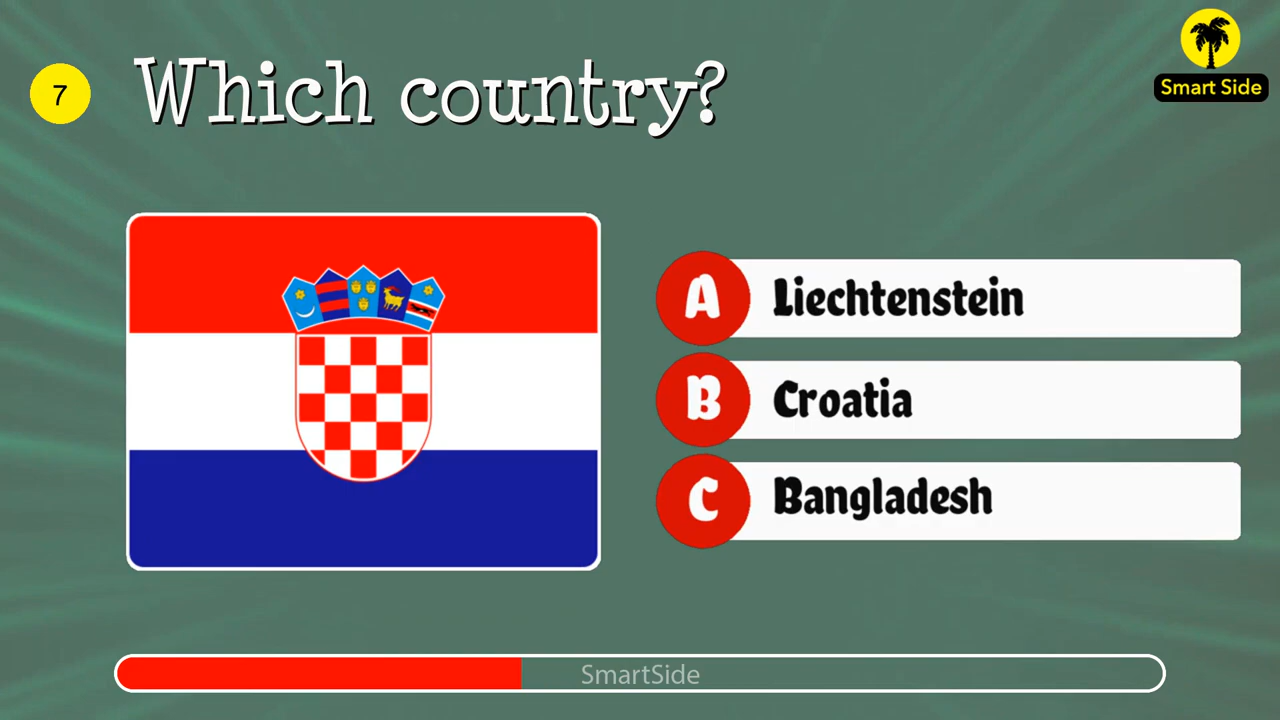 7
Which country?
Smart Side
A Liechtenstein
B Croatia
C Bangladesh
SmartSide